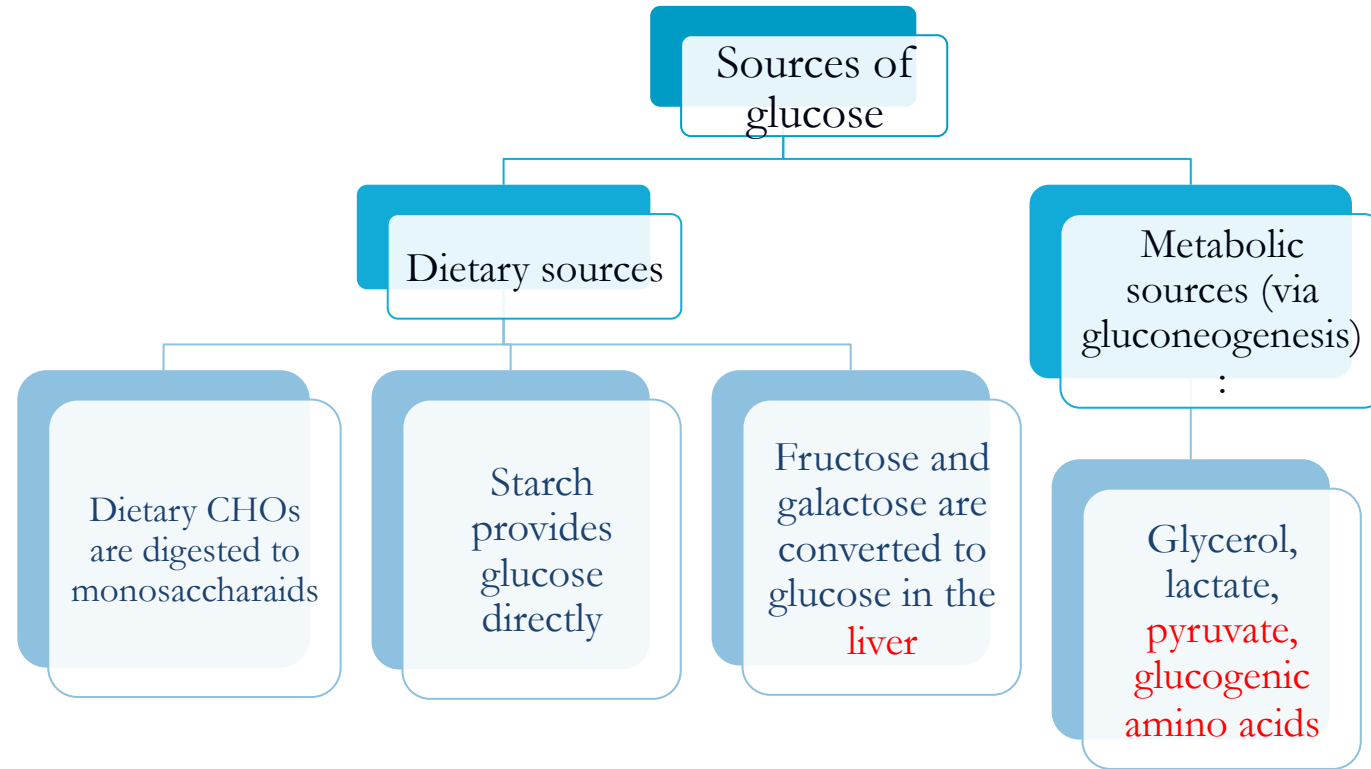 Sources of
glucose
Dietary sources
Metabolic
sources (via
gluconeogenesis)
:
Dietary CHOs
are digested to
monosaccharaids
Starch
provides
glucose
directly
Fructose and
galactose are
converted to
glucose in the
liver
Glycerol,
lactate,
pyruvate,
glucogenic
amino acids